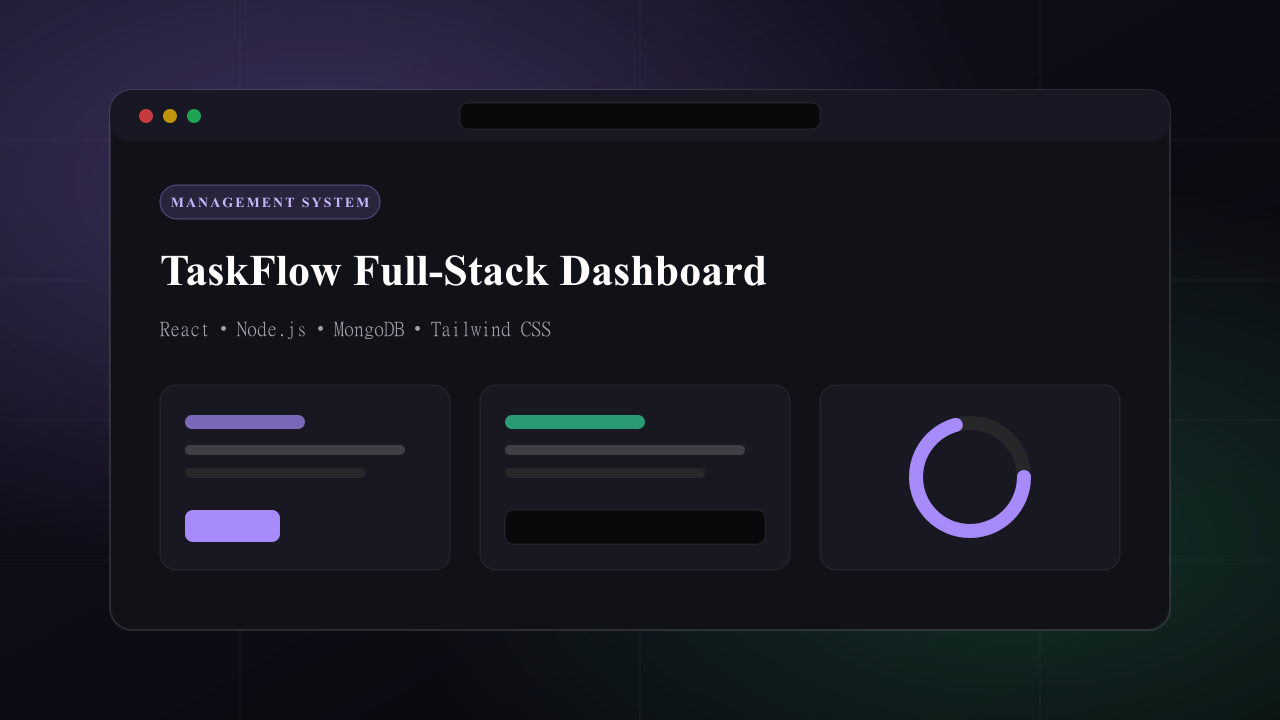 MANAGEMENT SYSTEM
TaskFlow Full-Stack Dashboard
React • Node.js • MongoDB • Tailwind CSS